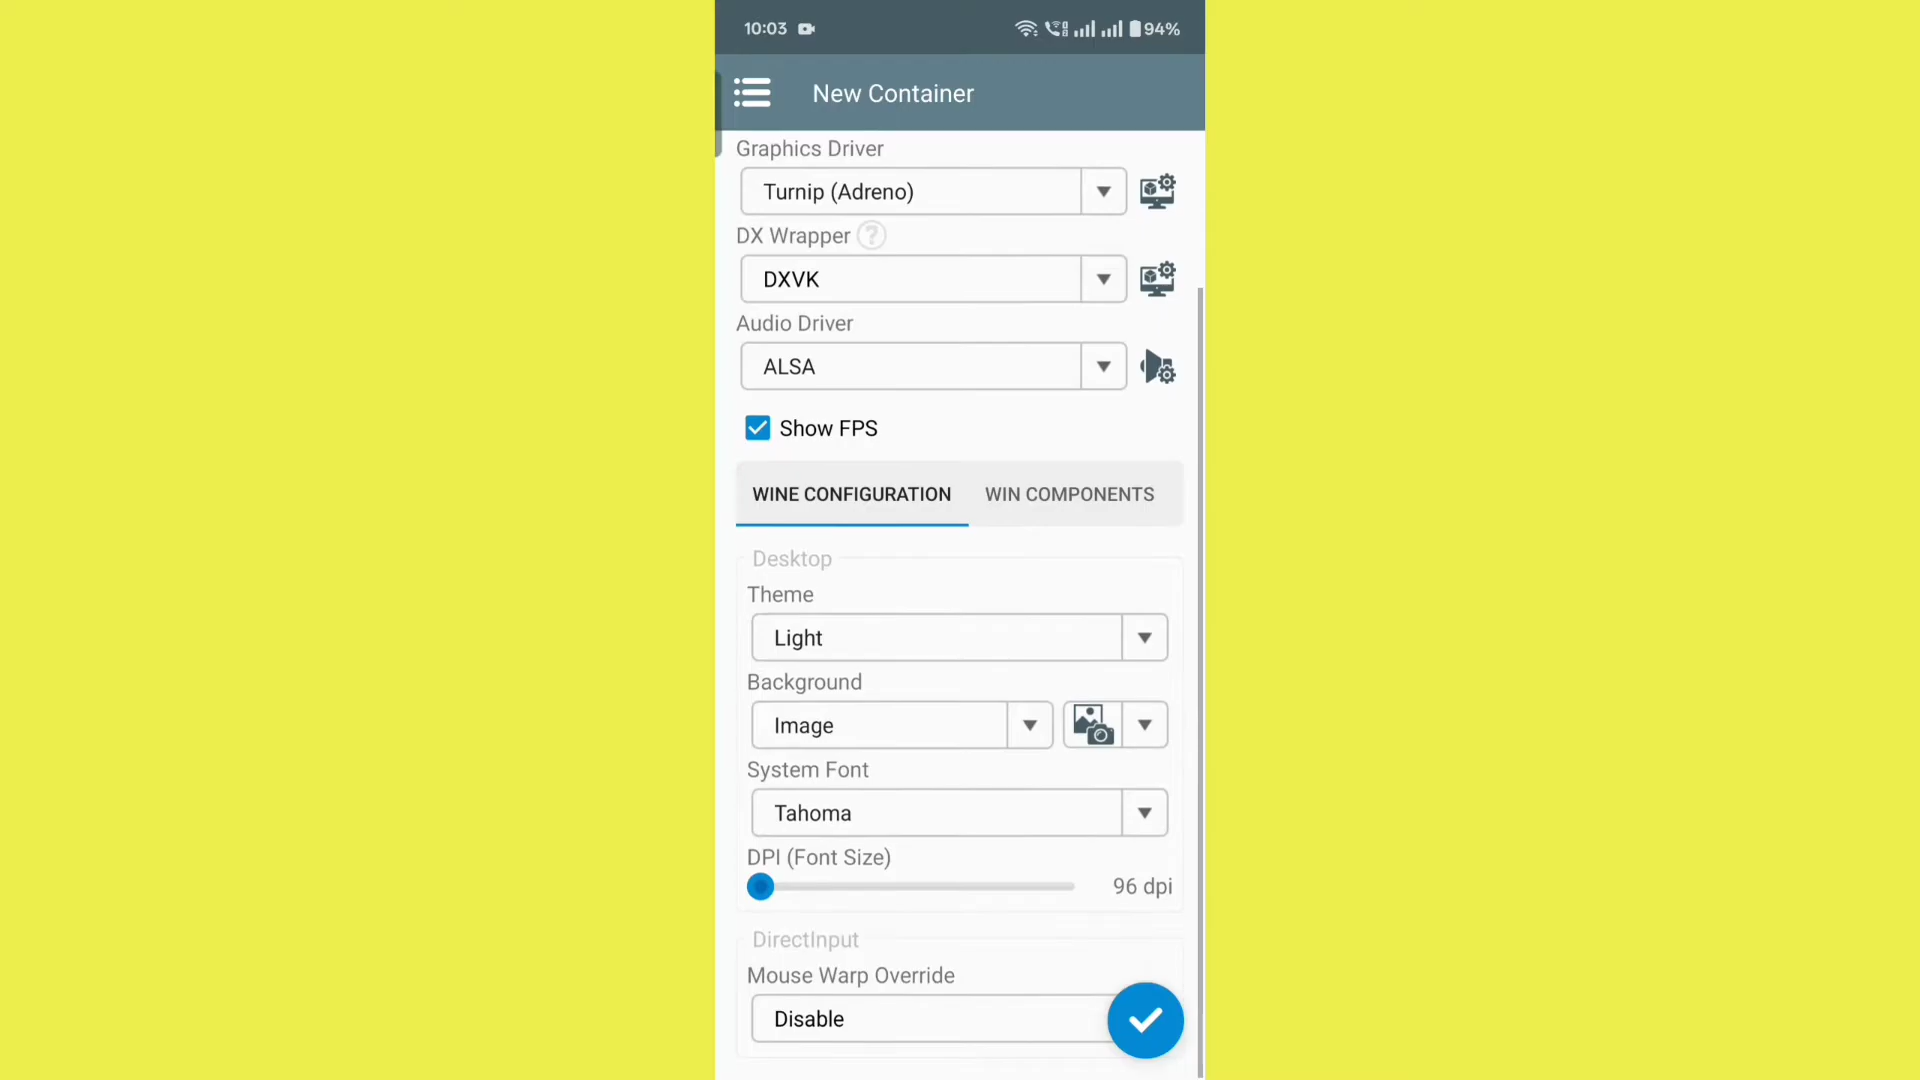 10:03 94%
New Container
Graphics Driver
Turnip (Adreno)
DX Wrapper ?
DXVK
Audio Driver
ALSA
Show FPS
WINE CONFIGURATION WIN COMPONENTS
Desktop
Theme
Light
Background
Image
System Font
Tahoma
DPI (Font Size)
96 dpi
DirectInput
Mouse Warp Override
Disable